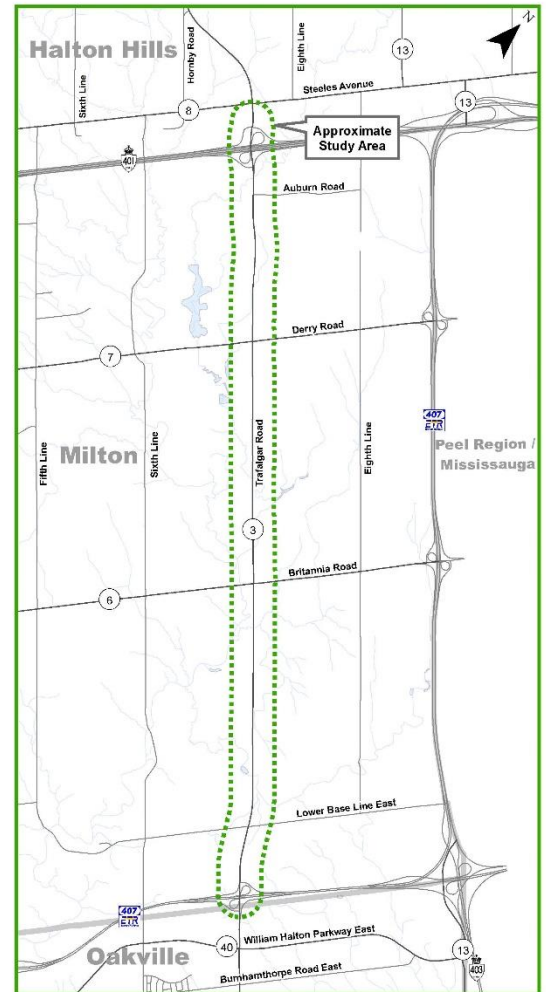 N
Halton Hills
Sixth Line
Hornby Road
Eighth Line
13
Steeles Avenue
8
13
Approximate
Study Area
401
Auburn Road
Derry Road
7
407
ETR
Peel Region /
Mississauga
Milton
Fifth Line
Sixth Line
Trafalgar Road
Eighth Line
3
Britannia Road
6
Lower Base Line East
407
ETR
William Halton Parkway East
40
13
Oakville
Burnhamthorpe Road East
403